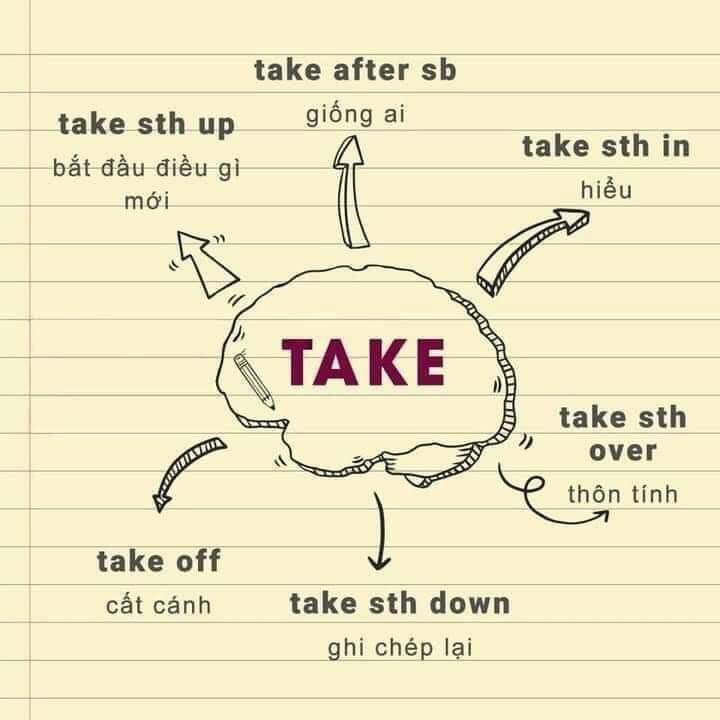 take after sb
giống ai
take sth up
bắt đầu điều gì
mới
take sth in
hiểu
TAKE
take sth
over
thôn tính
take off
cất cánh
take sth down
ghi chép lại